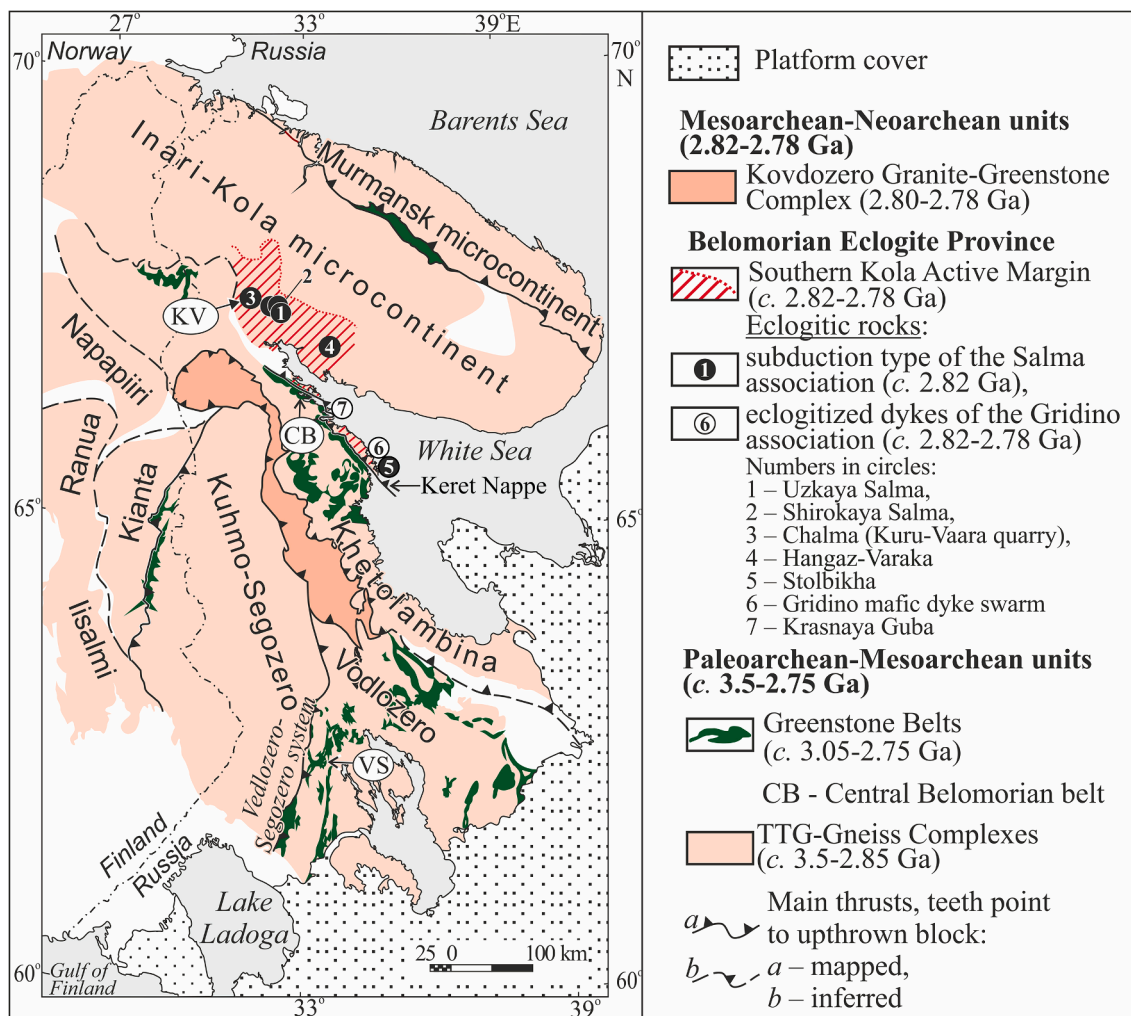 27°
33°
39°E
70°
70°
N
Norway
Russia
Barents Sea
Inari-Kola microcontinent
Murmansk microcontinent
2
3
1
KV
4
Napapiiri
7
CB
6
5
White Sea
Keret Nappe
Ranua
Kianta
65°
65°
Kuhmo-Segozero
Khetolambina
Iisalmi
Vodlozero
Vedlozero-
Segozero system
VS
Finland
Russia
Lake
Ladoga
25 0 100 km
60°
60°
Gulf of
Finland
33°
39°
Platform cover
Mesoarchean-Neoarchean units
(2.82-2.78 Ga)
Kovdozero Granite-Greenstone
Complex (2.80-2.78 Ga)
Belomorian Eclogite Province
Southern Kola Active Margin
(c. 2.82-2.78 Ga)
Eclogitic rocks:
1 subduction type of the Salma
association (c. 2.82 Ga),
6 eclogitized dykes of the Gridino
association (c. 2.82-2.78 Ga)
Numbers in circles:
1 – Uzkaya Salma,
2 – Shirokaya Salma,
3 – Chalma (Kuru-Vaara quarry),
4 – Hangaz-Varaka
5 – Stolbikha
6 – Gridino mafic dyke swarm
7 – Krasnaya Guba
Paleoarchean-Mesoarchean units
(c. 3.5-2.75 Ga)
Greenstone Belts
(c. 3.05-2.75 Ga)
CB - Central Belomorian belt
TTG-Gneiss Complexes
(c. 3.5-2.85 Ga)
a
Main thrusts, teeth point
to upthrown block:
b
a – mapped,
b – inferred